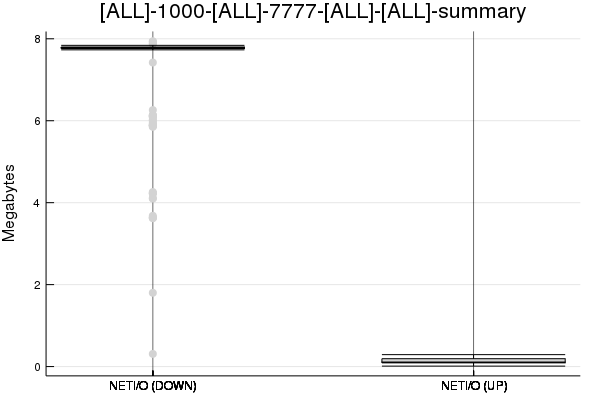 [ALL]-1000-[ALL]-7777-[ALL]-[ALL]-summary
Megabytes
8
6
4
2
0
NETI/O (DOWN)
NETI/O (UP)